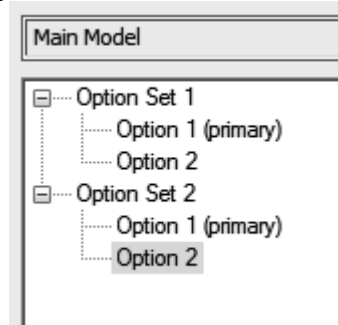 Main Model
Option Set 1
Option 1 (primary)
Option 2
Option Set 2
Option 1 (primary)
Option 2